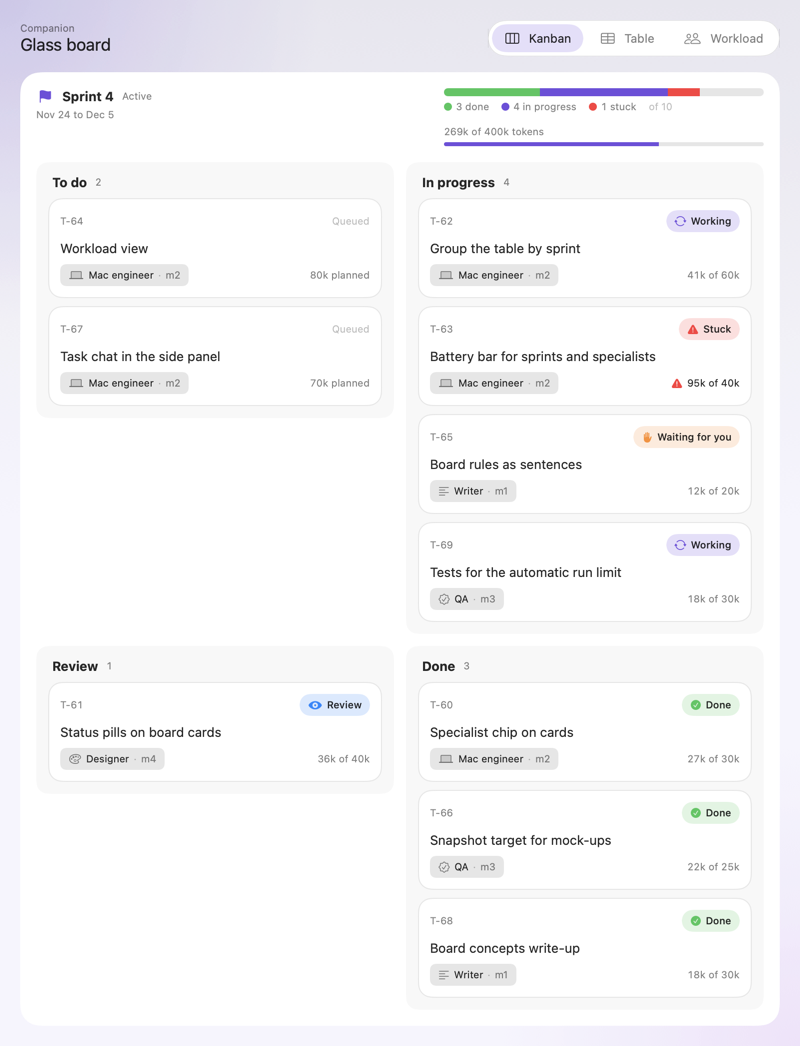 Companion
Glass board
Kanban
Table
Workload
Sprint 4 Active
Nov 24 to Dec 5
3 done 4 in progress 1 stuck of 10
269k of 400k tokens
To do 2
T-64 Queued
Workload view
Mac engineer · m2 80k planned
T-67 Queued
Task chat in the side panel
Mac engineer · m2 70k planned
In progress 4
T-62 Working
Group the table by sprint
Mac engineer · m2 41k of 60k
T-63 Stuck
Battery bar for sprints and specialists
Mac engineer · m2 95k of 40k
T-65 Waiting for you
Board rules as sentences
Writer · m1 12k of 20k
T-69 Working
Tests for the automatic run limit
QA · m3 18k of 30k
Review 1
T-61 Review
Status pills on board cards
Designer · m4 36k of 40k
Done 3
T-60 Done
Specialist chip on cards
Mac engineer · m2 27k of 30k
T-66 Done
Snapshot target for mock-ups
QA · m3 22k of 25k
T-68 Done
Board concepts write-up
Writer · m1 18k of 30k